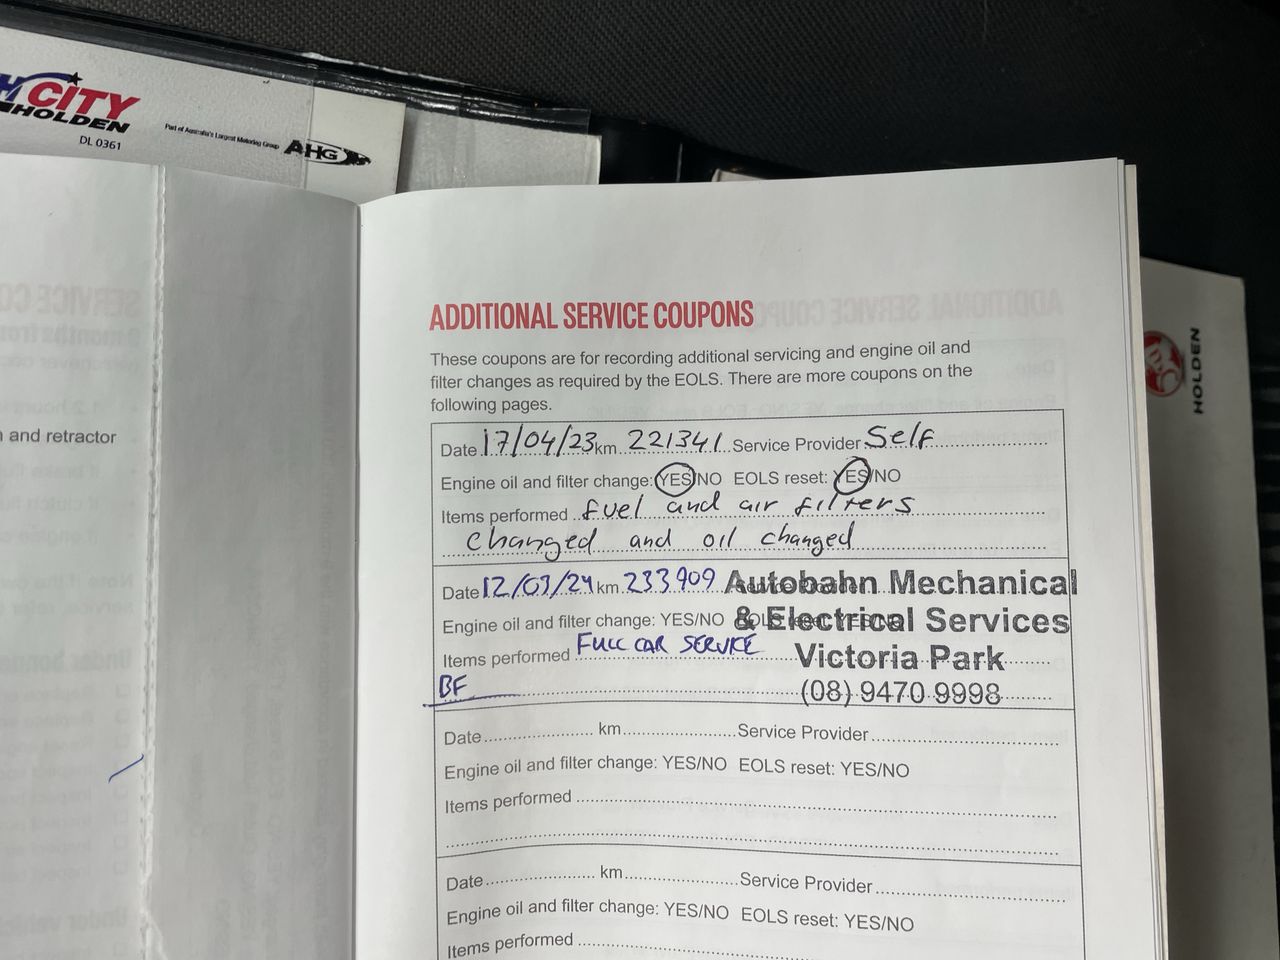 CITY
HOLDEN
DL 0361
Part of Australia's Largest Motoring Group AHG
and retractor
HOLDEN
ADDITIONAL SERVICE COUPONS
These coupons are for recording additional servicing and engine oil and
filter changes as required by the EOLS. There are more coupons on the
following pages.
Date 17/04/23 km 221341 Service Provider Self
Engine oil and filter change: YES/NO EOLS reset: YES/NO
Items performed fuel and air filters
changed and oil changed
Date 12/03/24 km 233909 Service Provider Autobahn Mechanical
Engine oil and filter change: YES/NO EOLS reset: YES/NO & Electrical Services
Items performed FULL CAR SERVICE Victoria Park
BF (08) 9470 9998
Date km Service Provider
Engine oil and filter change: YES/NO EOLS reset: YES/NO
Items performed
Date km Service Provider
Engine oil and filter change: YES/NO EOLS reset: YES/NO
Items performed